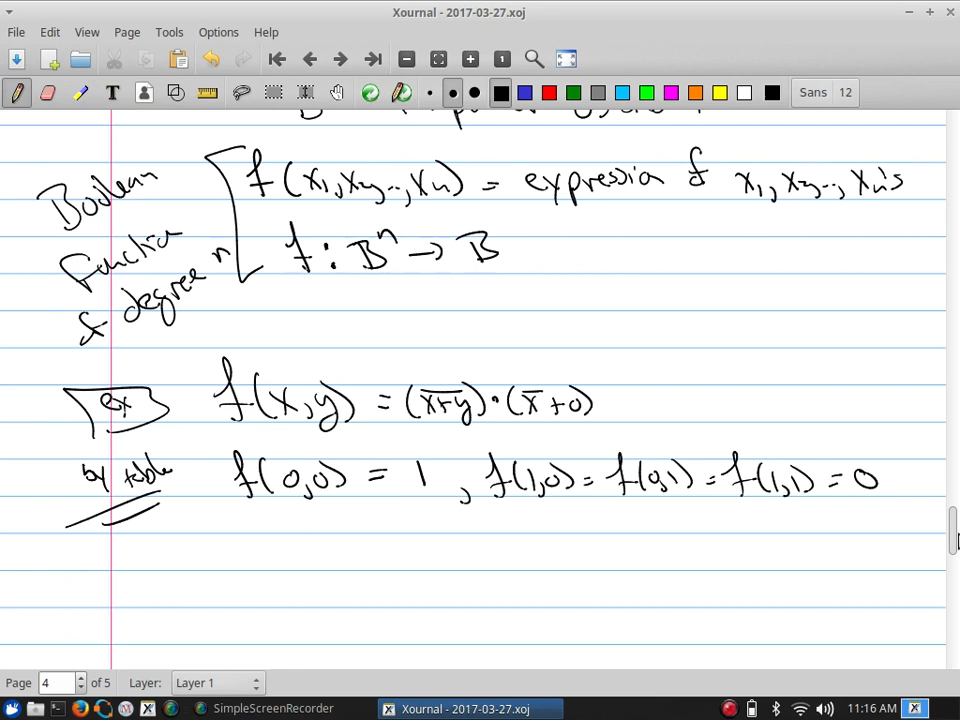 Xournal - 2017-03-27.xoj
File Edit View Page Tools Options Help
Sans 12
Boolean
Function
& degree n
f(x₁,x₂,..,xₙ) = expression of x₁,x₂,..,xₙ's
f : Bⁿ → B
ex f(x,y) = (x̅+̅y̅)·(x̅+0)
by table f(0,0) = 1 , f(1,0) = f(0,1) = f(1,1) = 0
Page 4 of 5 Layer: Layer 1
SimpleScreenRecorder Xournal - 2017-03-27.xoj 11:16 AM